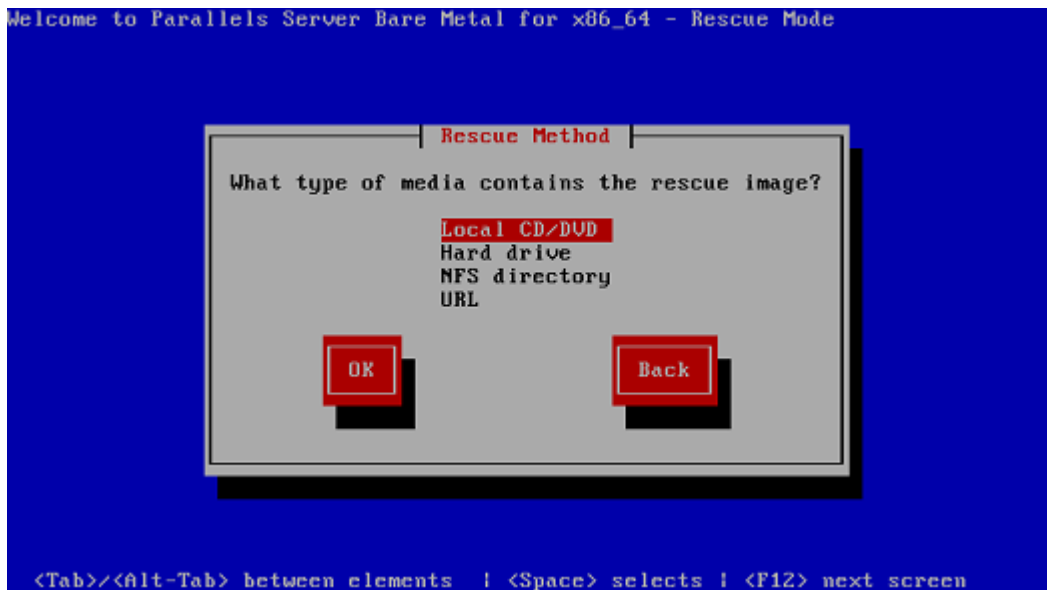 Welcome to Parallels Server Bare Metal for x86_64 - Rescue Mode
Rescue Method
What type of media contains the rescue image?
Local CD/DVD
Hard drive
NFS directory
URL
OK Back
<Tab>/<Alt-Tab> between elements | <Space> selects | <F12> next screen